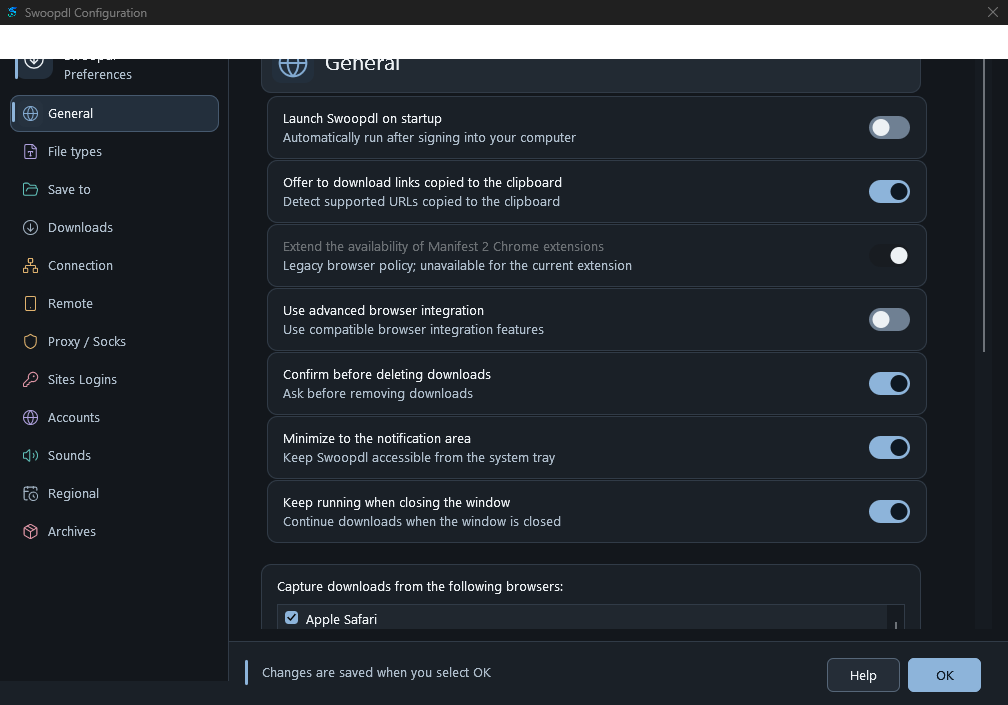 Swoopdl Configuration
Preferences
General
File types
Save to
Downloads
Connection
Remote
Proxy / Socks
Sites Logins
Accounts
Sounds
Regional
Archives
General
Launch Swoopdl on startup
Automatically run after signing into your computer
Offer to download links copied to the clipboard
Detect supported URLs copied to the clipboard
Extend the availability of Manifest 2 Chrome extensions
Legacy browser policy; unavailable for the current extension
Use advanced browser integration
Use compatible browser integration features
Confirm before deleting downloads
Ask before removing downloads
Minimize to the notification area
Keep Swoopdl accessible from the system tray
Keep running when closing the window
Continue downloads when the window is closed
Capture downloads from the following browsers:
Apple Safari
Changes are saved when you select OK
Help
OK